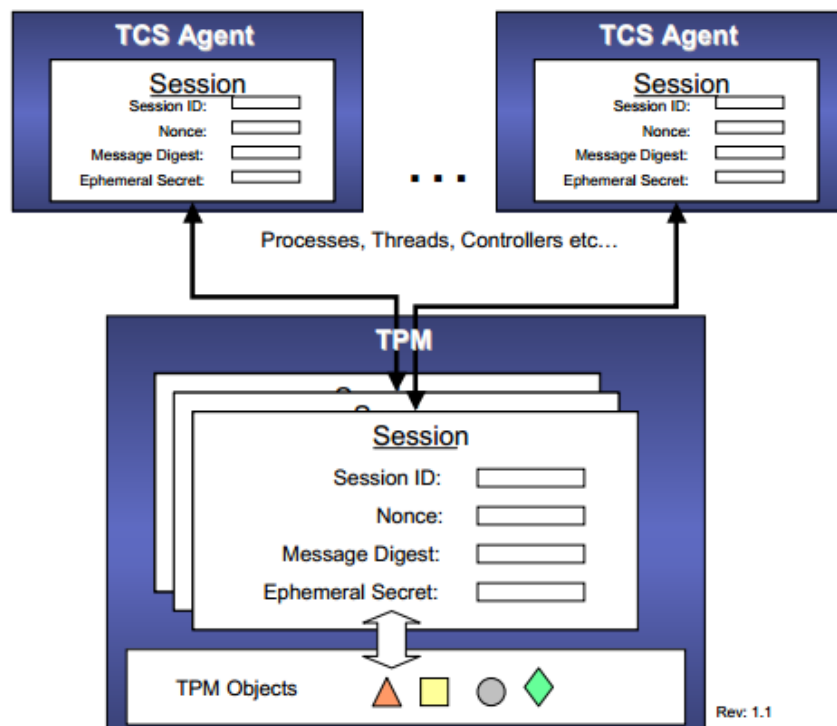 TCS Agent
Session
Session ID:
Nonce:
Message Digest:
Ephemeral Secret:
. . .
TCS Agent
Session
Session ID:
Nonce:
Message Digest:
Ephemeral Secret:
Processes, Threads, Controllers etc...
TPM
Session
Session ID:
Nonce:
Message Digest:
Ephemeral Secret:
TPM Objects
Rev: 1.1